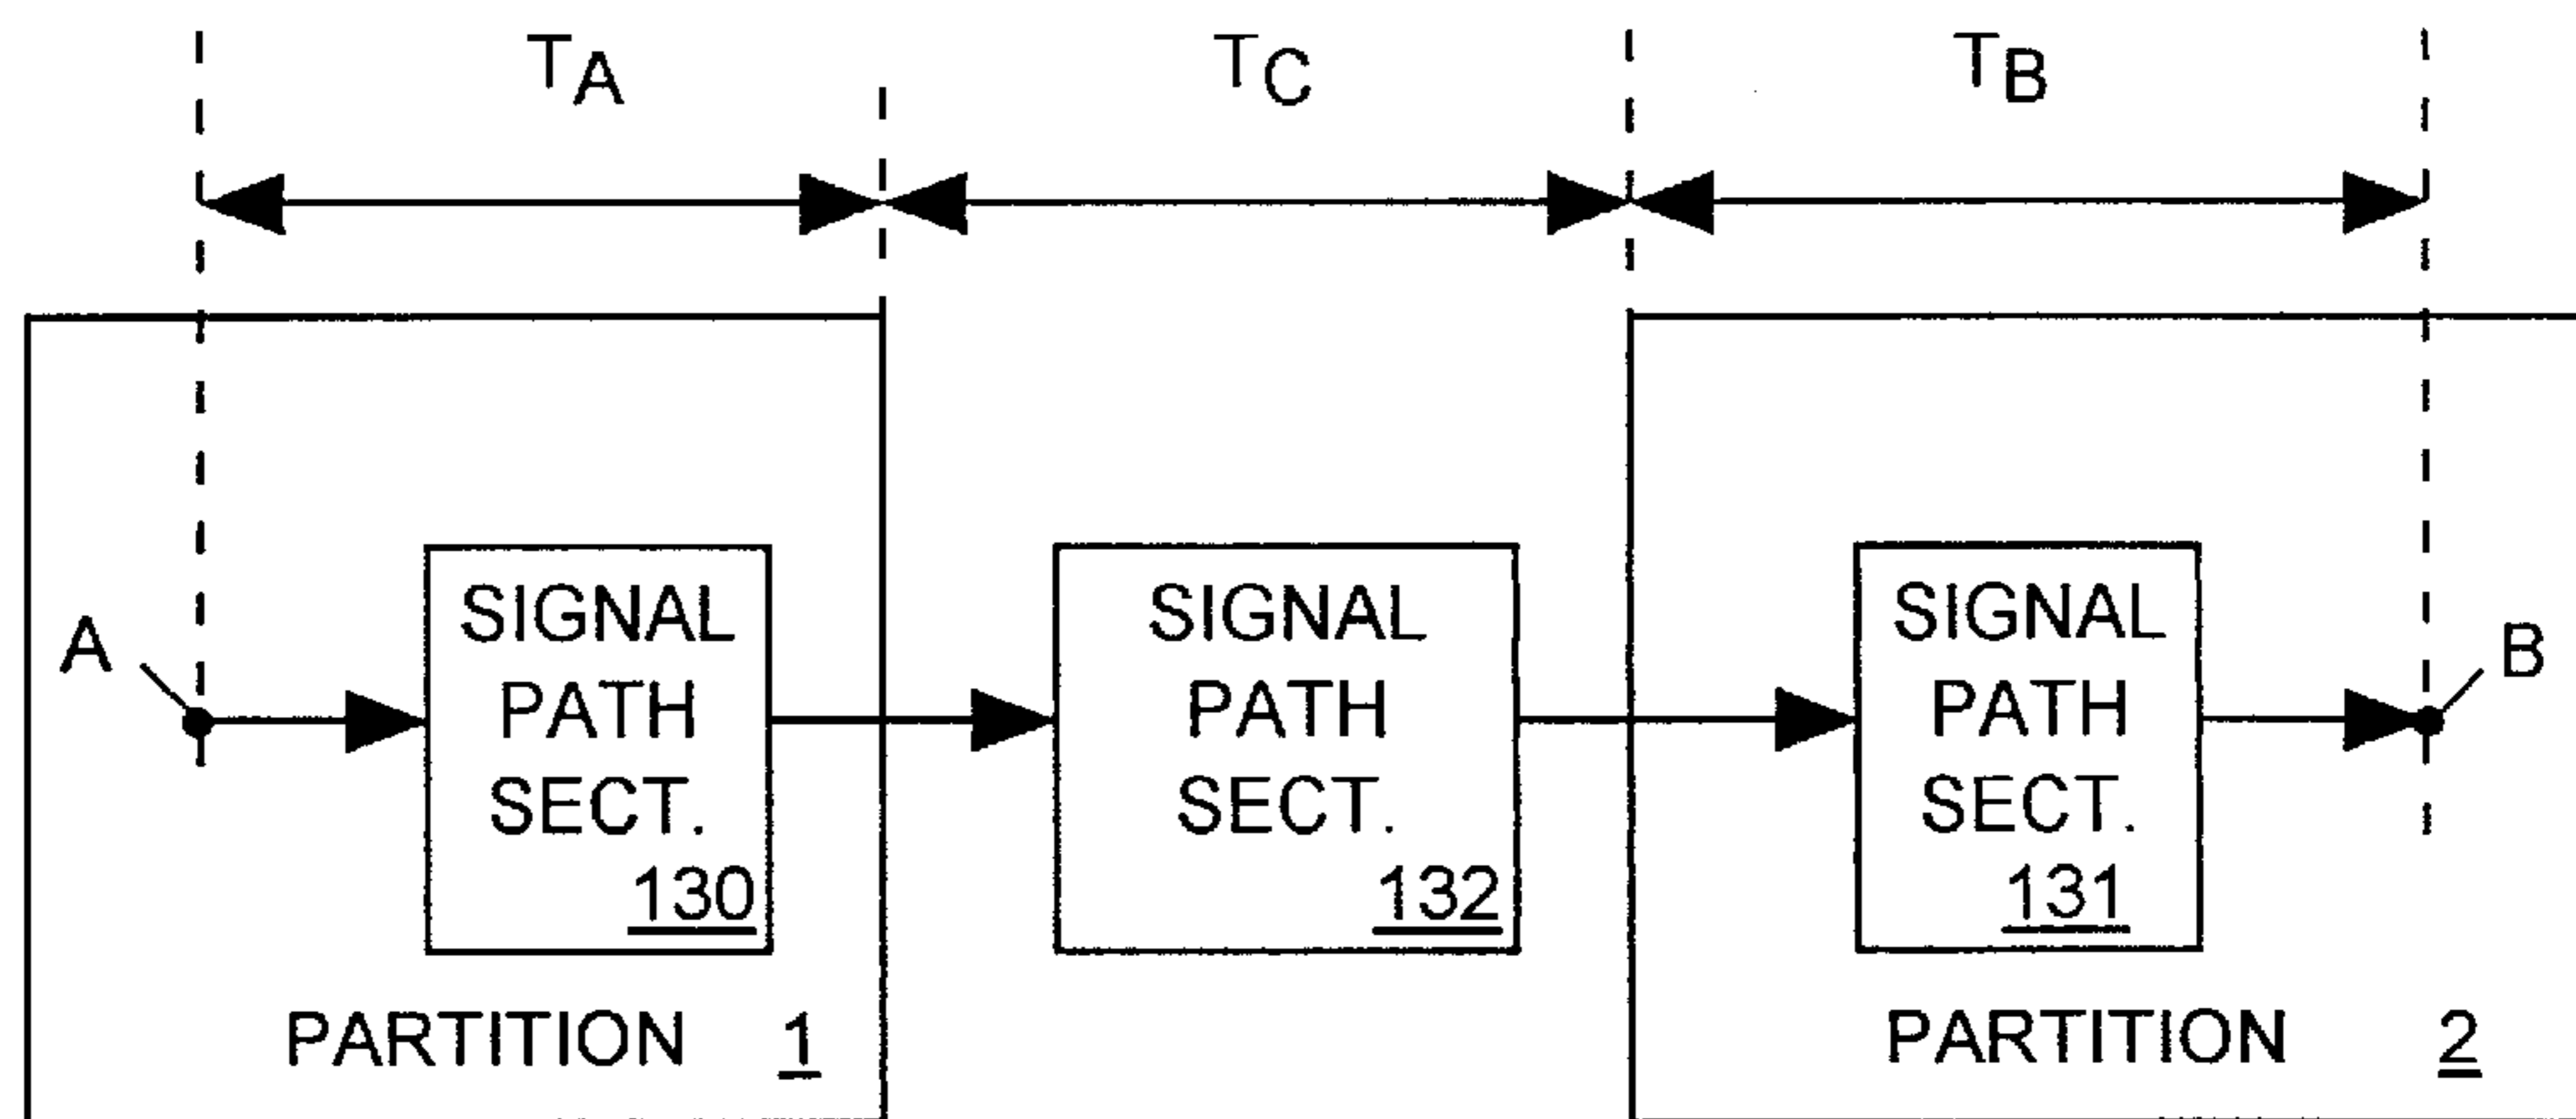 TA
TC
TB
A
SIGNAL
PATH
SECT.
130
SIGNAL
PATH
SECT.
132
SIGNAL
PATH
SECT.
131
B
PARTITION 1
PARTITION 2